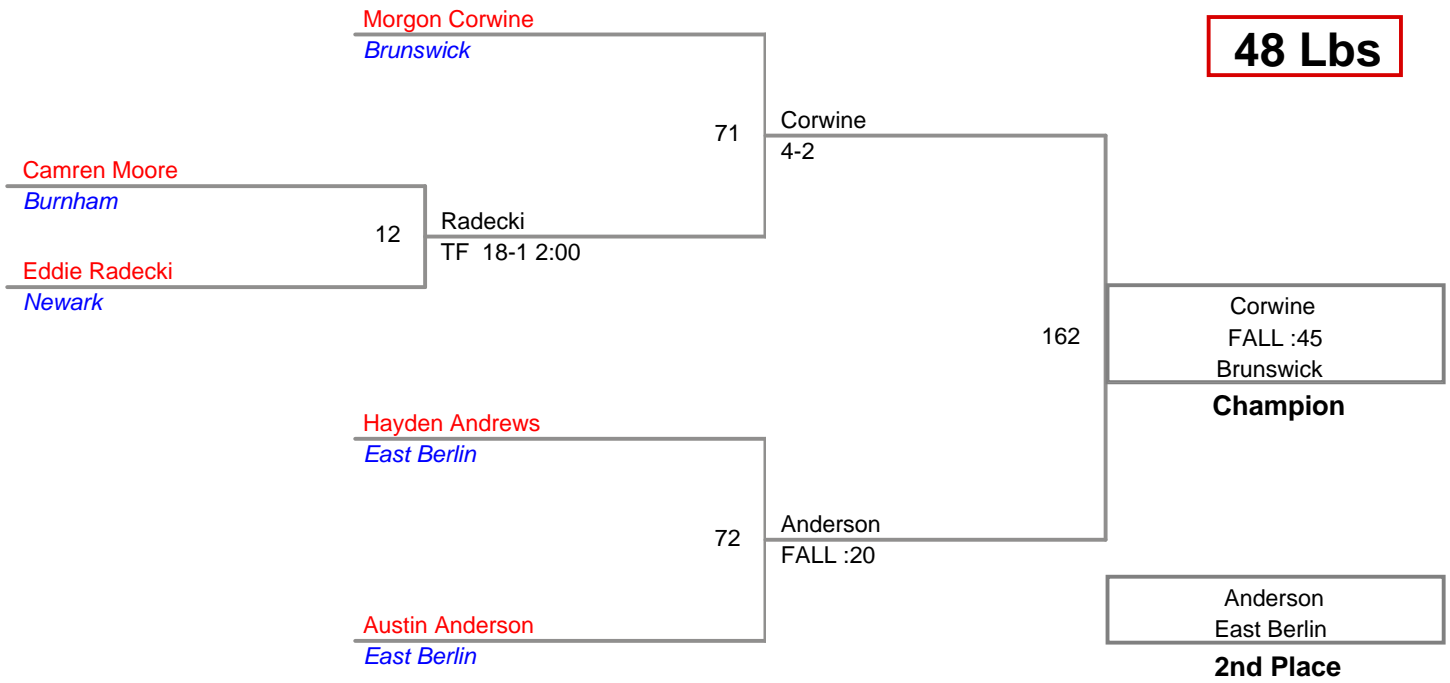 Morgon Corwine
Brunswick
48 Lbs
71
Corwine
4-2
Camren Moore
Burnham
12
Radecki
TF 18-1 2:00
Eddie Radecki
Newark
162
Corwine
FALL :45
Brunswick
Champion
Hayden Andrews
East Berlin
72
Anderson
FALL :20
Austin Anderson
East Berlin
Anderson
East Berlin
2nd Place